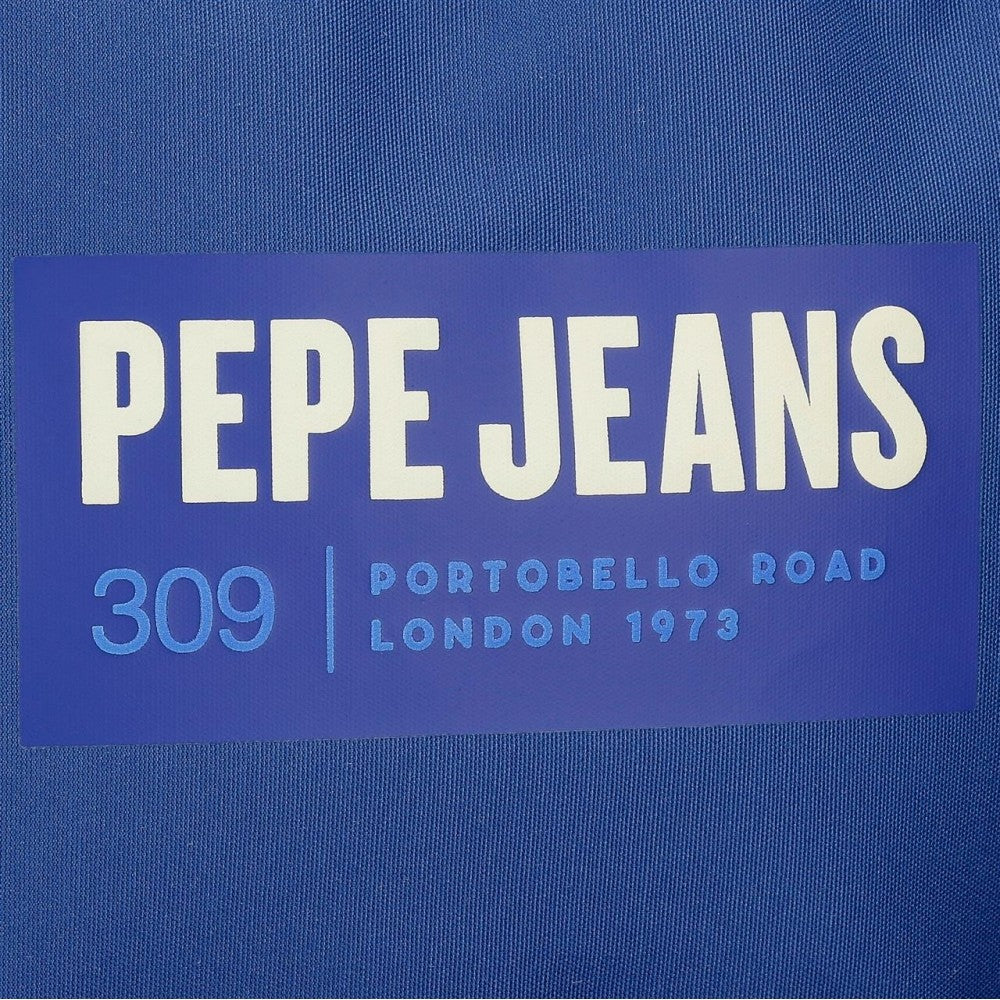 PEPE JEANS
309
PORTOBELLO ROAD
LONDON 1973